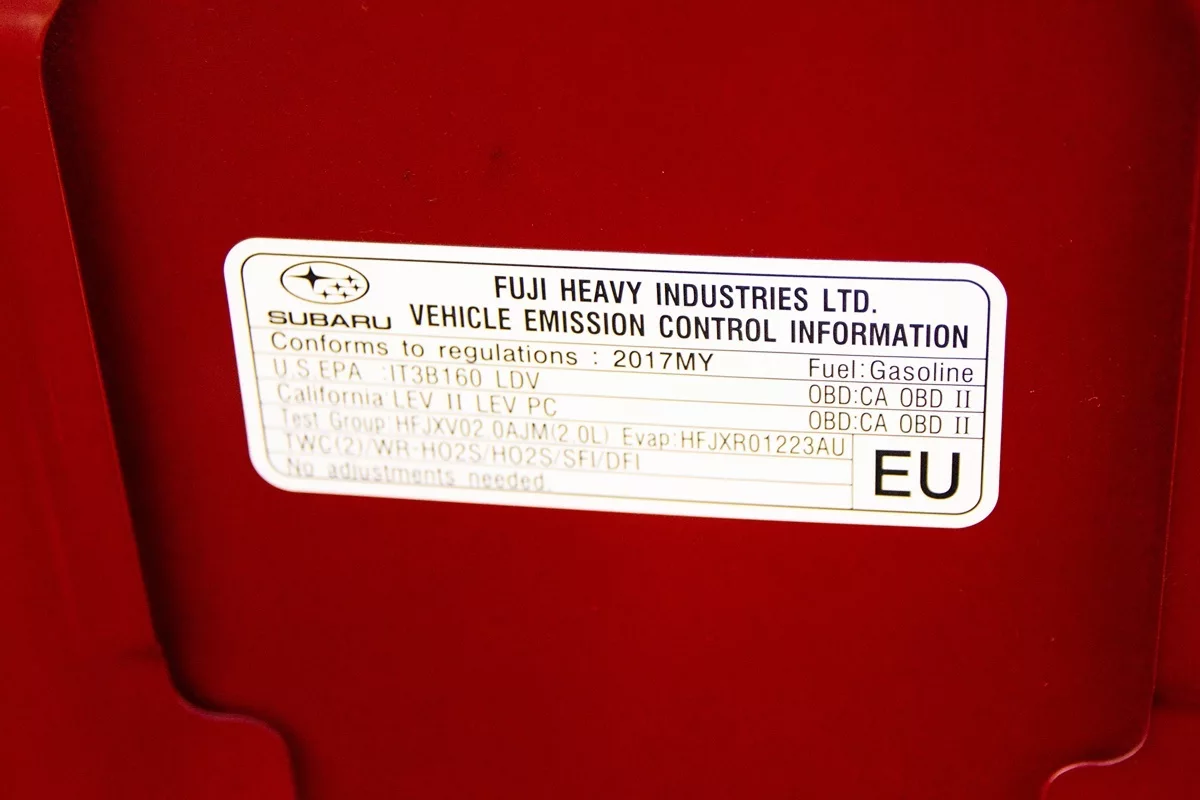 SUBARU
FUJI HEAVY INDUSTRIES LTD.
VEHICLE EMISSION CONTROL INFORMATION
Conforms to regulations : 2017MY Fuel:Gasoline
U.S EPA :IT3B160 LDV OBD:CA OBD II
California LEV II LEV PC OBD:CA OBD II
Test Group HFJXV02.0AJM(2.0L) Evap:HFJXR01223AU
TWC(2)/WR-HO2S/HO2S/SFI/DFI
No adjustments needed.
EU